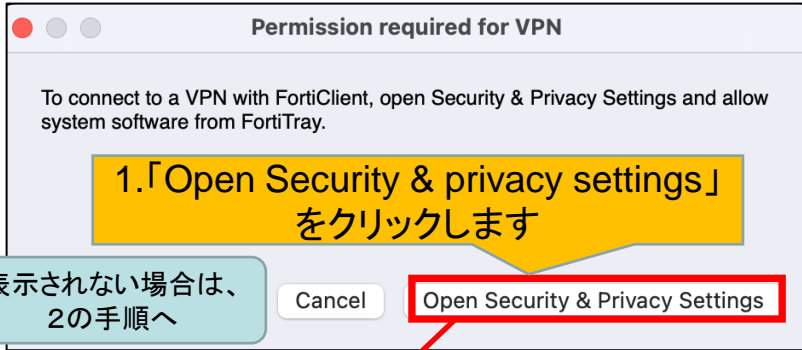 Permission required for VPN
To connect to a VPN with FortiClient, open Security & Privacy Settings and allow
system software from FortiTray.
1.「Open Security & privacy settings」
をクリックします
表示されない場合は、
2の手順へ
Cancel
Open Security & Privacy Settings